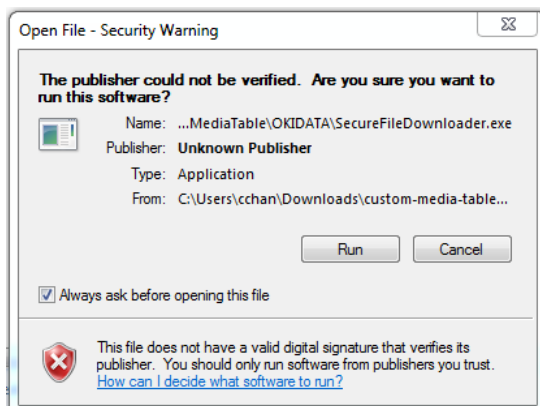 Open File - Security Warning
The publisher could not be verified.  Are you sure you want to
run this software?
Name: ...MediaTable\OKIDATA\SecureFileDownloader.exe
Publisher: Unknown Publisher
Type: Application
From: C:\Users\cchan\Downloads\custom-media-table...
Run Cancel
Always ask before opening this file
This file does not have a valid digital signature that verifies its
publisher.  You should only run software from publishers you trust.
How can I decide what software to run?